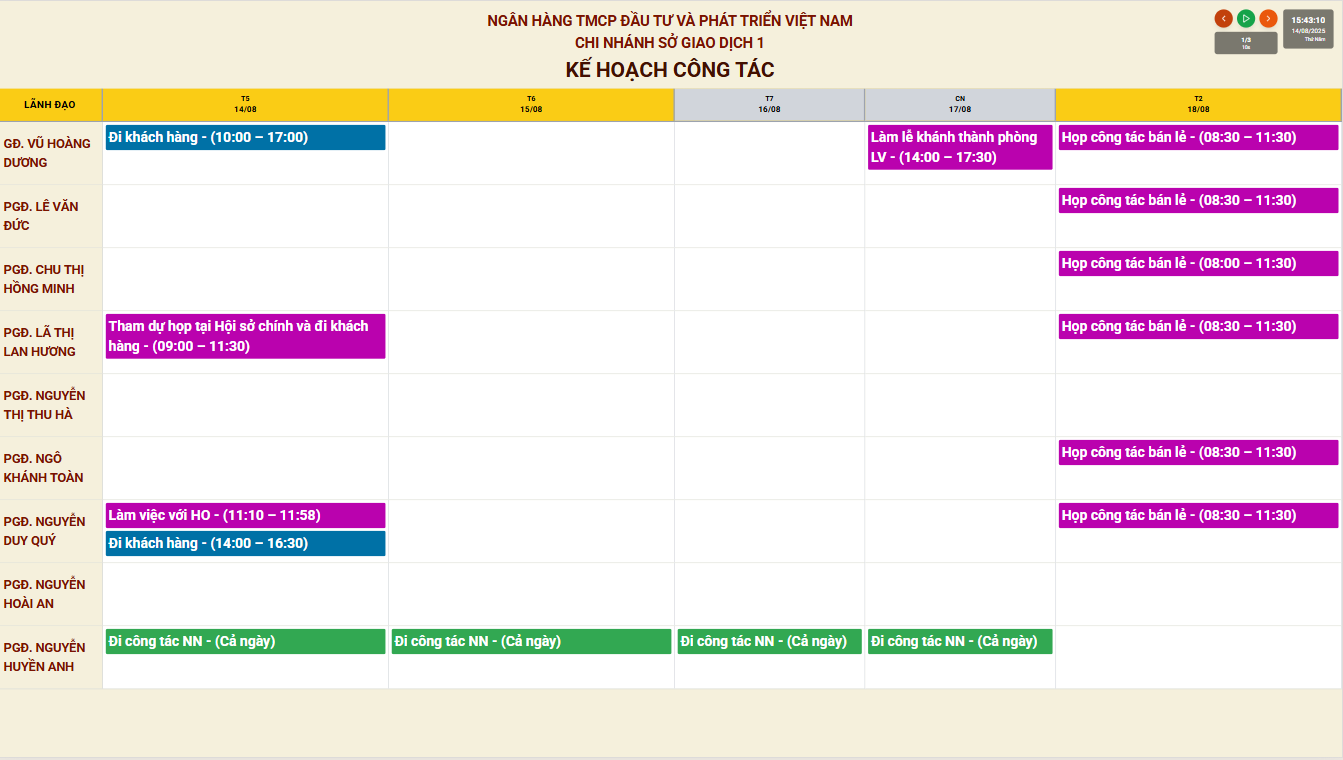 NGÂN HÀNG TMCP ĐẦU TƯ VÀ PHÁT TRIỂN VIỆT NAM
CHI NHÁNH SỞ GIAO DỊCH 1
KẾ HOẠCH CÔNG TÁC
1/3
10s
15:43:10
14/08/2025
Thứ Năm
LÃNH ĐẠO
T5
14/08
T6
15/08
T7
16/08
CN
17/08
T2
18/08
GĐ. VŨ HOÀNG
DƯƠNG
Đi khách hàng - (10:00 – 17:00)
Làm lễ khánh thành phòng
LV - (14:00 – 17:30)
Họp công tác bán lẻ - (08:30 – 11:30)
PGĐ. LÊ VĂN
ĐỨC
Họp công tác bán lẻ - (08:30 – 11:30)
PGĐ. CHU THỊ
HỒNG MINH
Họp công tác bán lẻ - (08:00 – 11:30)
PGĐ. LÃ THỊ
LAN HƯƠNG
Tham dự họp tại Hội sở chính và đi khách
hàng - (09:00 – 11:30)
Họp công tác bán lẻ - (08:30 – 11:30)
PGĐ. NGUYỄN
THỊ THU HÀ
PGĐ. NGÔ
KHÁNH TOÀN
Họp công tác bán lẻ - (08:30 – 11:30)
PGĐ. NGUYỄN
DUY QUÝ
Làm việc với HO - (11:10 – 11:58)
Đi khách hàng - (14:00 – 16:30)
Họp công tác bán lẻ - (08:30 – 11:30)
PGĐ. NGUYỄN
HOÀI AN
PGĐ. NGUYỄN
HUYỀN ANH
Đi công tác NN - (Cả ngày)
Đi công tác NN - (Cả ngày)
Đi công tác NN - (Cả ngày)
Đi công tác NN - (Cả ngày)